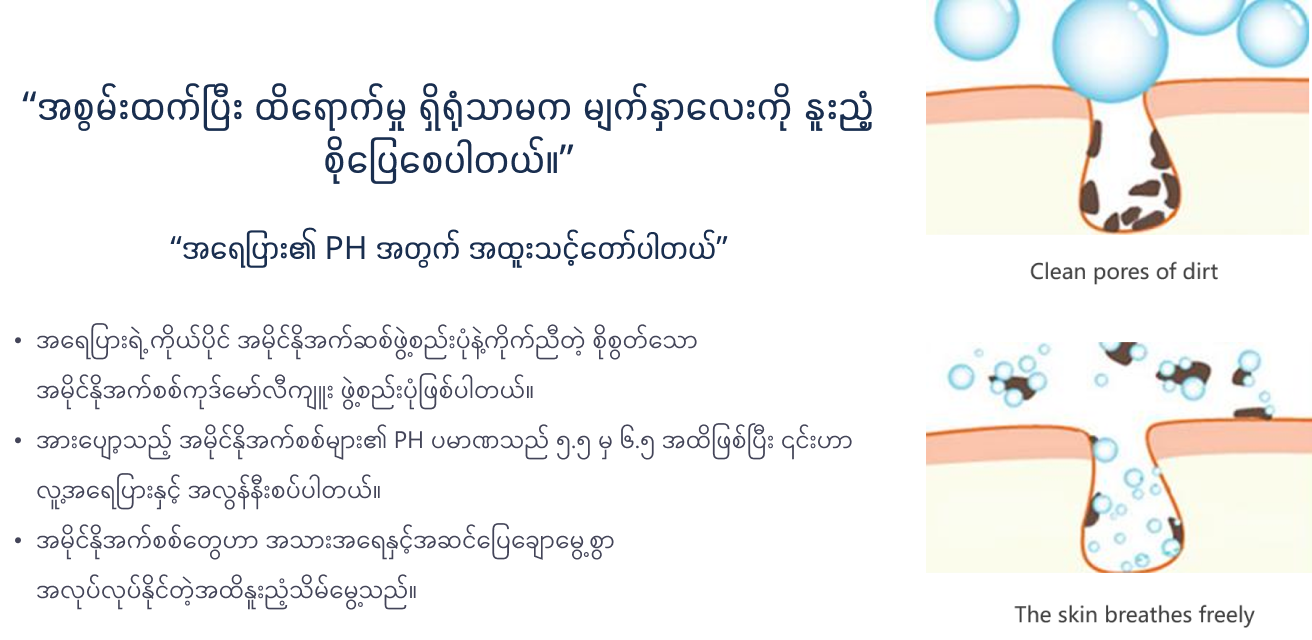 “အစွမ်းထက်ပြီး ထိရောက်မှု ရှိရုံသာမက မျက်နှာလေးကို နူးညံ့
စိုပြေစေပါတယ်။”
“အရေပြား၏ PH အတွက် အထူးသင့်တော်ပါတယ်”
• အရေပြားရဲ့ကိုယ်ပိုင် အမိုင်နိုအက်ဆစ်ဖွဲ့စည်းပုံနဲ့ကိုက်ညီတဲ့ စိုစွတ်သော
အမိုင်နိုအက်စစ်ကုဒ်မော်လီကျူး ဖွဲ့စည်းပုံဖြစ်ပါတယ်။
• အားပျော့သည့် အမိုင်နိုအက်စစ်များ၏ PH ပမာဏသည် ၅.၅ မှ ၆.၅ အထိဖြစ်ပြီး ၎င်းဟာ
လူ့အရေပြားနှင့် အလွန်နီးစပ်ပါတယ်။
• အမိုင်နိုအက်စစ်တွေဟာ အသားအရေနှင့်အဆင်ပြေချောမွေ့စွာ
အလုပ်လုပ်နိုင်တဲ့အထိနူးညံ့သိမ်မွေ့သည်။
Clean pores of dirt
The skin breathes freely